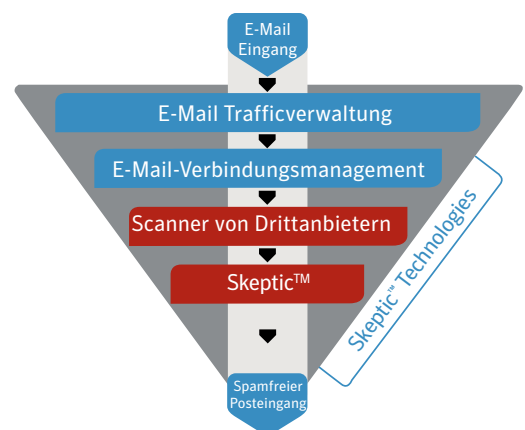 E-Mail
Eingang
E-Mail Trafficverwaltung
E-Mail-Verbindungsmanagement
Scanner von Drittanbietern
Skeptic™
Skeptic™ Technologies
Spamfreier
Posteingang